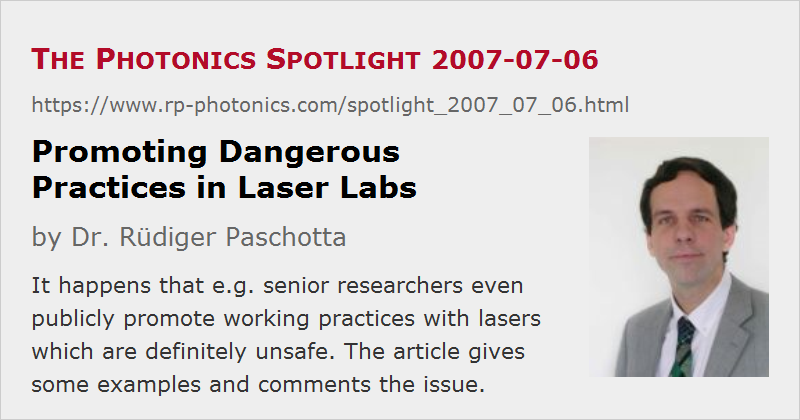 THE PHOTONICS SPOTLIGHT 2007-07-06
https://www.rp-photonics.com/spotlight_2007_07_06.html
Promoting Dangerous
Practices in Laser Labs
by Dr. Rüdiger Paschotta
It happens that e.g. senior researchers even
publicly promote working practices with lasers
which are definitely unsafe. The article gives
some examples and comments the issue.